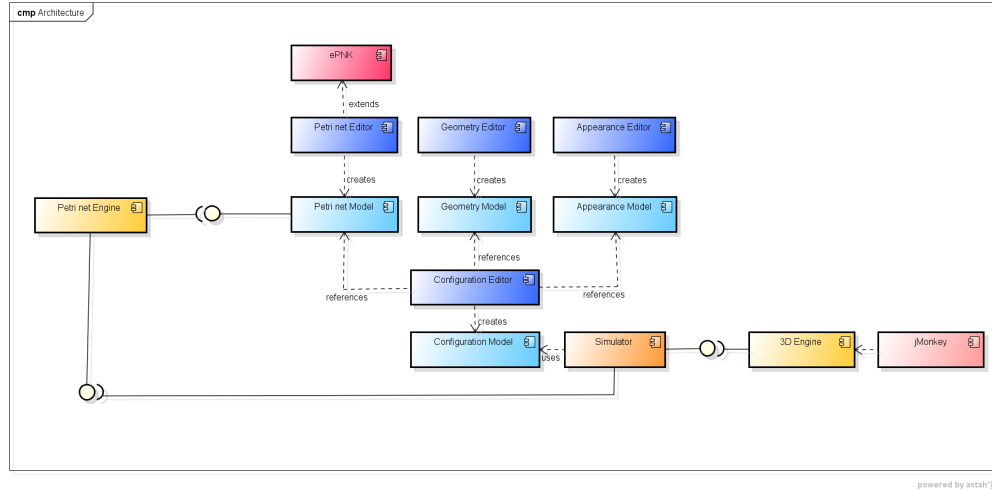 cmp Architecture
ePNK
extends
Petri net Editor
Geometry Editor
Appearance Editor
creates
creates
creates
Petri net Engine
Petri net Model
Geometry Model
Appearance Model
references
Configuration Editor
references
references
creates
Configuration Model
uses
Simulator
3D Engine
jMonkey
powered by astah*